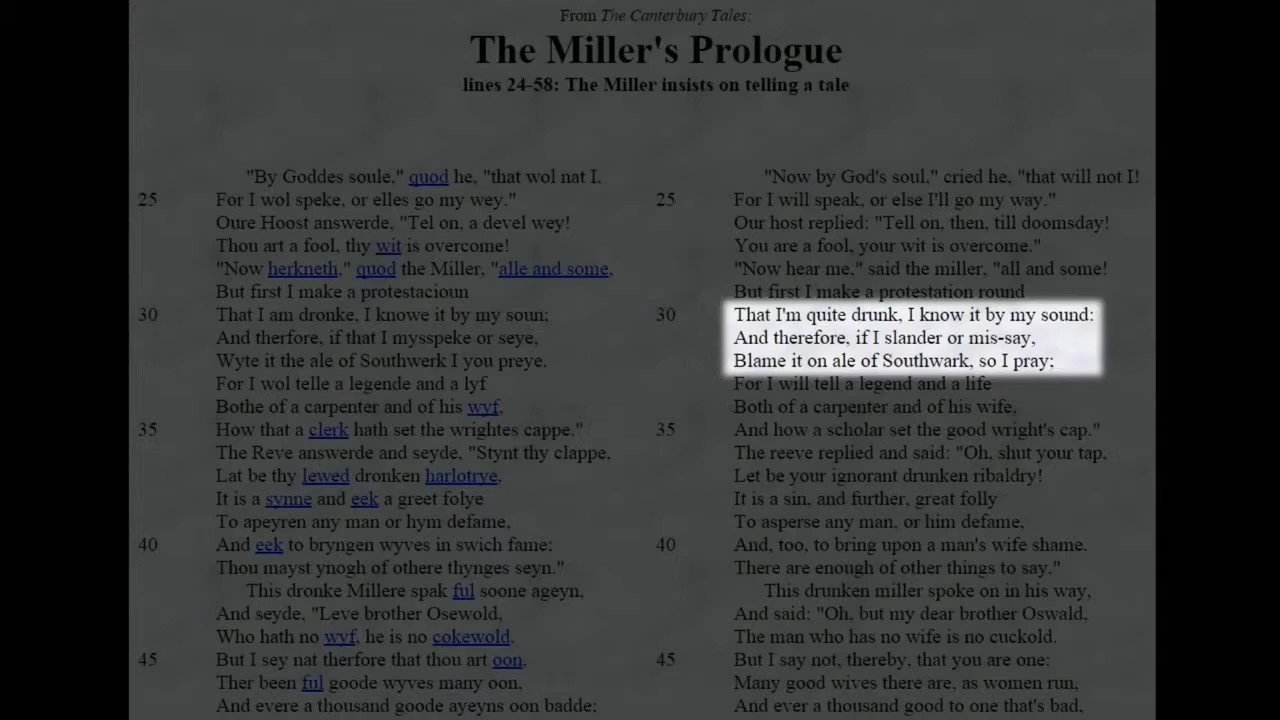 From The Canterbury Tales:
The Miller's Prologue
lines 24-58: The Miller insists on telling a tale
"By Goddes soule," quod he, "that wol nat I,
25 For I wol speke, or elles go my wey."
Oure Hoost answerde, "Tel on, a devel wey!
Thou art a fool, thy wit is overcome!
"Now herkneth," quod the Miller, "alle and some,
But first I make a protestacioun
30 That I am dronke, I knowe it by my soun;
And therfore, if that I mysspeke or seye,
Wyte it the ale of Southwerk I you preye.
For I wol telle a legende and a lyf
Bothe of a carpenter and of his wyf,
35 How that a clerk hath set the wrightes cappe."
The Reve answerde and seyde, "Stynt thy clappe,
Lat be thy lewed dronken harlotrye,
It is a synne and eek a greet folye
To apeyren any man or hym defame,
40 And eek to bryngen wyves in swich fame;
Thou mayst ynogh of othere thynges seyn."
This dronke Millere spak ful soone ageyn,
And seyde, "Leve brother Osewold,
Who hath no wyf, he is no cokewold.
45 But I sey nat therfore that thou art oon,
Ther been ful goode wyves many oon,
And evere a thousand goode ayeyns oon badde;
"Now by God's soul," cried he, "that will not I!
25 For I will speak, or else I'll go my way."
Our host replied: "Tell on, then, till doomsday!
You are a fool, your wit is overcome."
"Now hear me," said the miller, "all and some!
But first I make a protestation round
30 That I'm quite drunk, I know it by my sound:
And therefore, if I slander or mis-say,
Blame it on ale of Southwark, so I pray;
For I will tell a legend and a life
Both of a carpenter and of his wife,
35 And how a scholar set the good wright's cap."
The reeve replied and said: "Oh, shut your tap,
Let be your ignorant drunken ribaldry!
It is a sin, and further, great folly
To asperse any man, or him defame,
40 And, too, to bring upon a man's wife shame.
There are enough of other things to say."
This drunken miller spoke on in his way,
And said: "Oh, but my dear brother Oswald,
The man who has no wife is no cuckold.
45 But I say not, thereby, that you are one:
Many good wives there are, as women run,
And ever a thousand good to one that's bad,